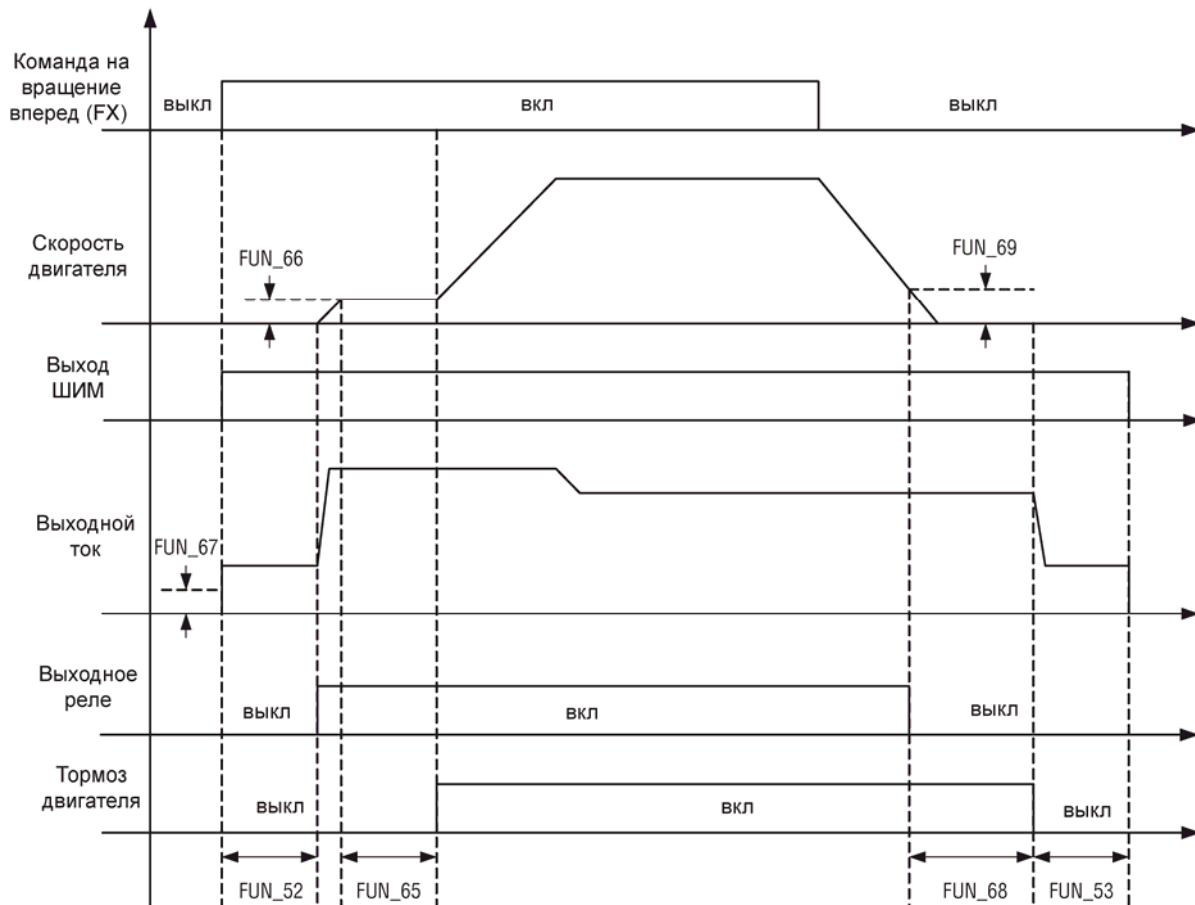 Команда на
вращение
вперед (FX)
выкл
вкл
выкл
Скорость
двигателя
FUN_66
FUN_69
Выход
ШИМ
Выходной
ток
FUN_67
Выходное
реле
выкл
вкл
выкл
Тормоз
двигателя
выкл
вкл
выкл
FUN_52
FUN_65
FUN_68
FUN_53